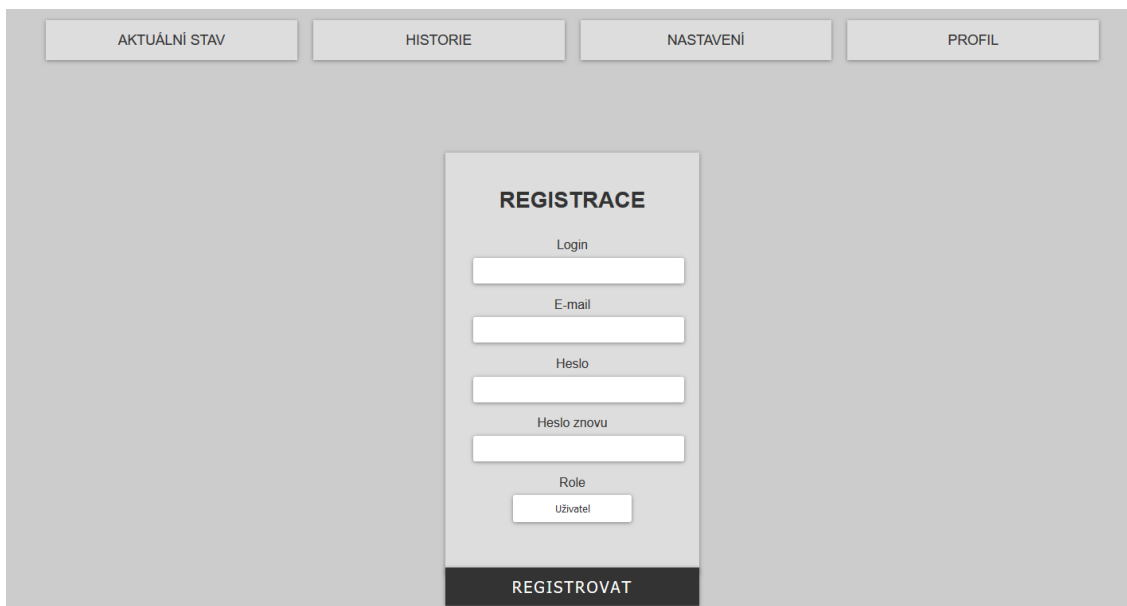 AKTUÁLNÍ STAV HISTORIE NASTAVENÍ PROFIL
REGISTRACE
Login
E-mail
Heslo
Heslo znovu
Role
Uživatel
REGISTROVAT